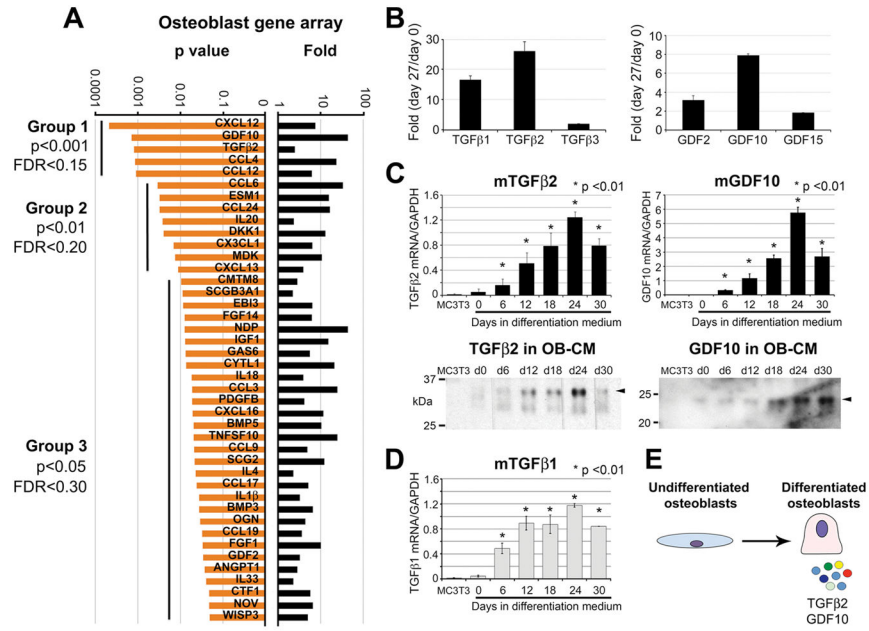 A
Osteoblast gene array
p value
Fold
0.0001
0.001
0.01
0.1
0
1
10
100
Group 1
p<0.001
FDR<0.15
Group 2
p<0.01
FDR<0.20
Group 3
p<0.05
FDR<0.30
CXCL12
GDF10
TGFβ2
CCL4
CCL12
CCL6
ESM1
CCL24
IL20
DKK1
CX3CL1
MDK
CXCL13
CMTM8
SCGB3A1
EBI3
FGF14
NDP
IGF1
GAS6
CYTL1
IL18
CCL3
PDGFB
CXCL16
BMP5
TNFSF10
CCL9
SCG2
IL4
CCL17
IL1β
BMP3
OGN
CCL19
FGF1
GDF2
ANGPT1
IL33
CTF1
NOV
WISP3
B
Fold (day 27/day 0)
30
20
10
0
TGFβ1 TGFβ2 TGFβ3
Fold (day 27/day 0)
10
8
6
4
2
0
GDF2 GDF10 GDF15
C
mTGFβ2
* p <0.01
TGFβ2 mRNA/GAPDH
1.6
1.2
0.8
0.4
0
* * * * *
MC3T3 0 6 12 18 24 30
Days in differentiation medium
mGDF10
* p <0.01
GDF10 mRNA/GAPDH
7
6
5
4
3
2
1
0
* * * * *
MC3T3 0 6 12 18 24 30
Days in differentiation medium
TGFβ2 in OB-CM
MC3T3 d0 d6 d12 d18 d24 d30
37
kDa
25
GDF10 in OB-CM
MC3T3 d0 d6 d12 d18 d24 d30
25
20
D
mTGFβ1
* p <0.01
TGFβ1 mRNA/GAPDH
1.6
1.2
0.8
0.4
0
* * * * *
MC3T3 0 6 12 18 24 30
Days in differentiation medium
E
Undifferentiated
osteoblasts
Differentiated
osteoblasts
TGFβ2
GDF10